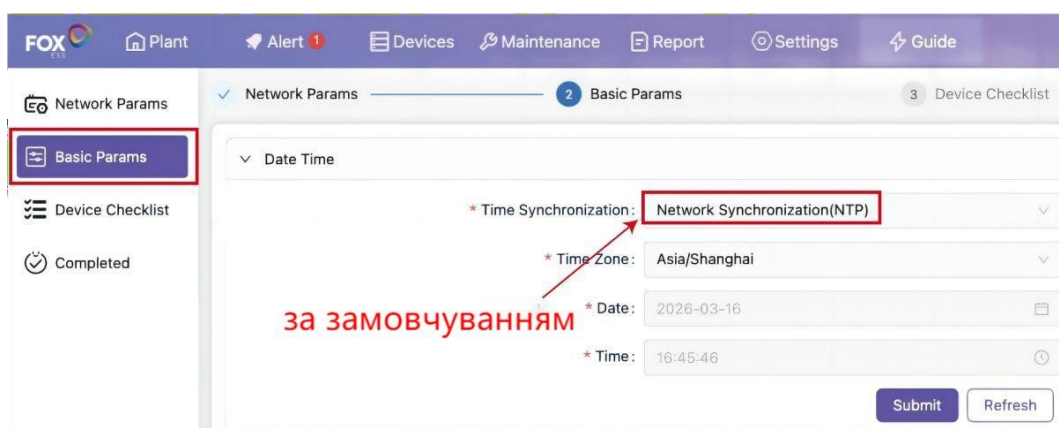 FOX ESS Plant Alert 1 Devices Maintenance Report Settings Guide
Network Params
Basic Params
Device Checklist
Completed
Network Params 2 Basic Params 3 Device Checklist
Date Time
* Time Synchronization: Network Synchronization(NTP)
* Time Zone: Asia/Shanghai
* Date: 2026-03-16
за замовчуванням
* Time: 16:45:46
Submit Refresh